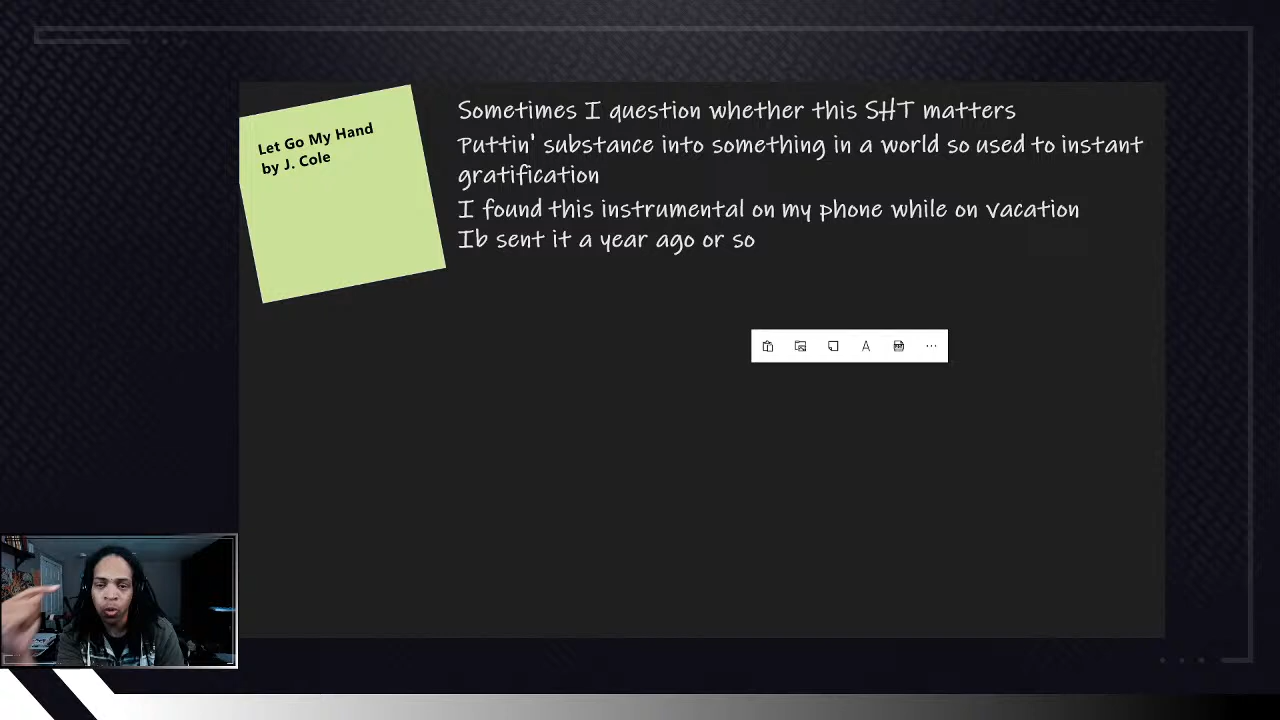 Let Go My Hand
by J. Cole
Sometimes I question whether this SHT matters
Puttin' substance into something in a world so used to instant
gratification
I found this instrumental on my phone while on vacation
Ib sent it a year ago or so